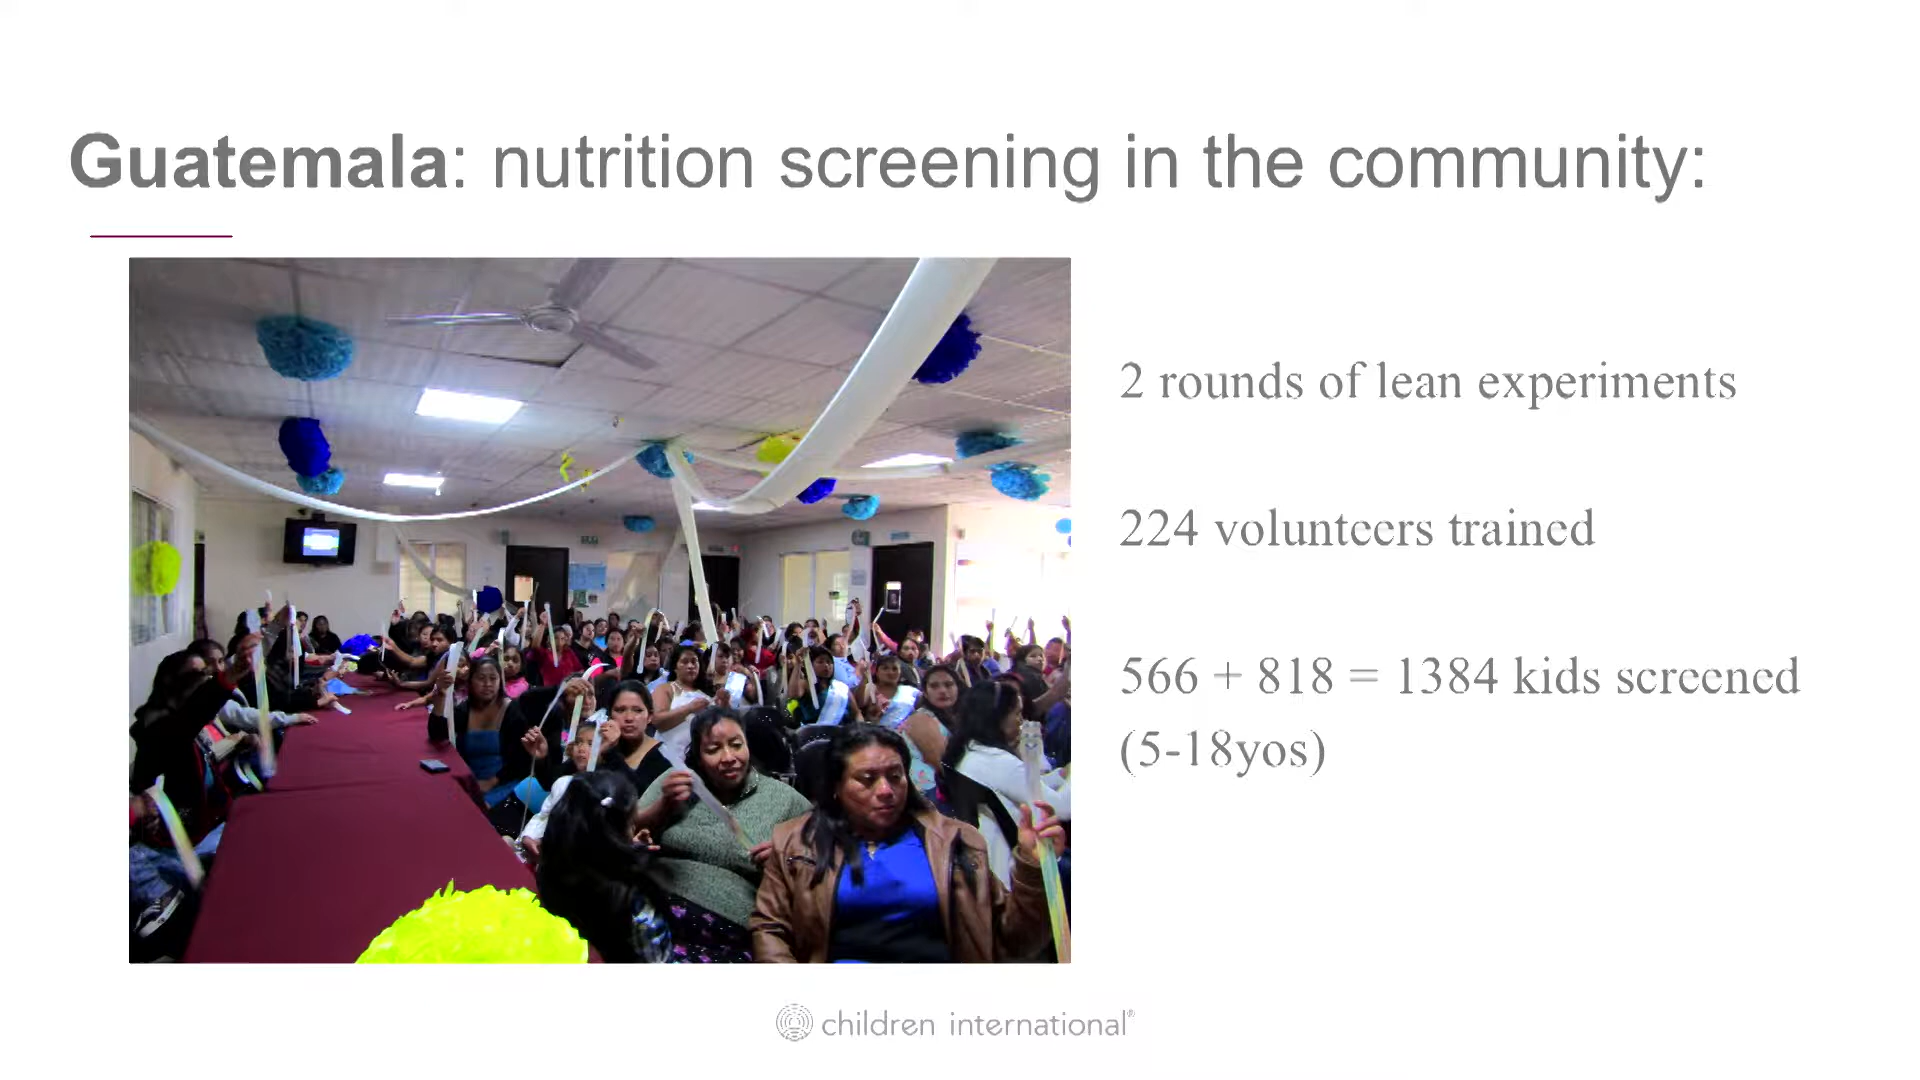 Guatemala: nutrition screening in the community:
2 rounds of lean experiments
224 volunteers trained
566 + 818 = 1384 kids screened
(5-18yos)
children international®